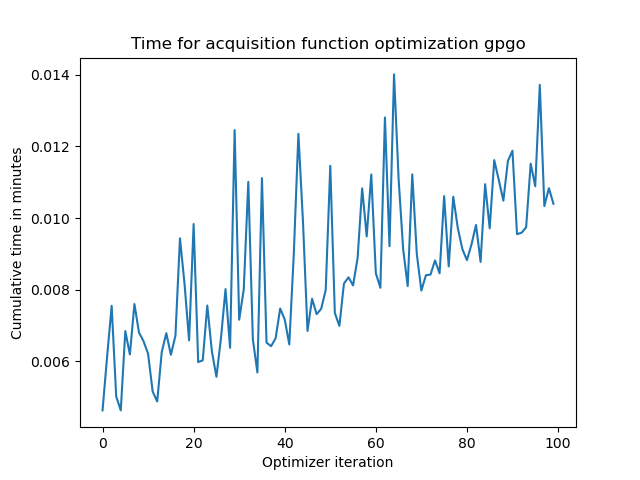 Time for acquisition function optimization gpgo
0.014
0.012
0.010
0.008
0.006
Cumulative time in minutes
0 20 40 60 80 100
Optimizer iteration